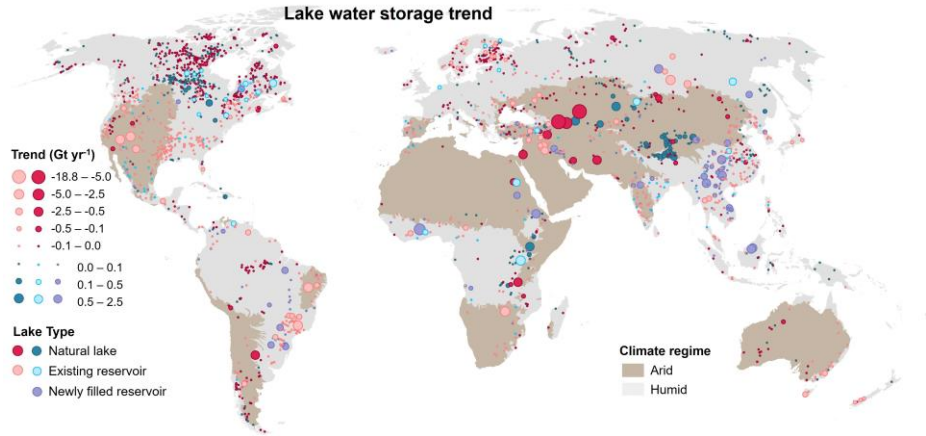 Lake water storage trend
Trend (Gt yr⁻¹)
-18.8 – -5.0
-5.0 – -2.5
-2.5 – -0.5
-0.5 – -0.1
-0.1 – 0.0
0.0 – 0.1
0.1 – 0.5
0.5 – 2.5
Lake Type
Natural lake
Existing reservoir
Newly filled reservoir
Climate regime
Arid
Humid